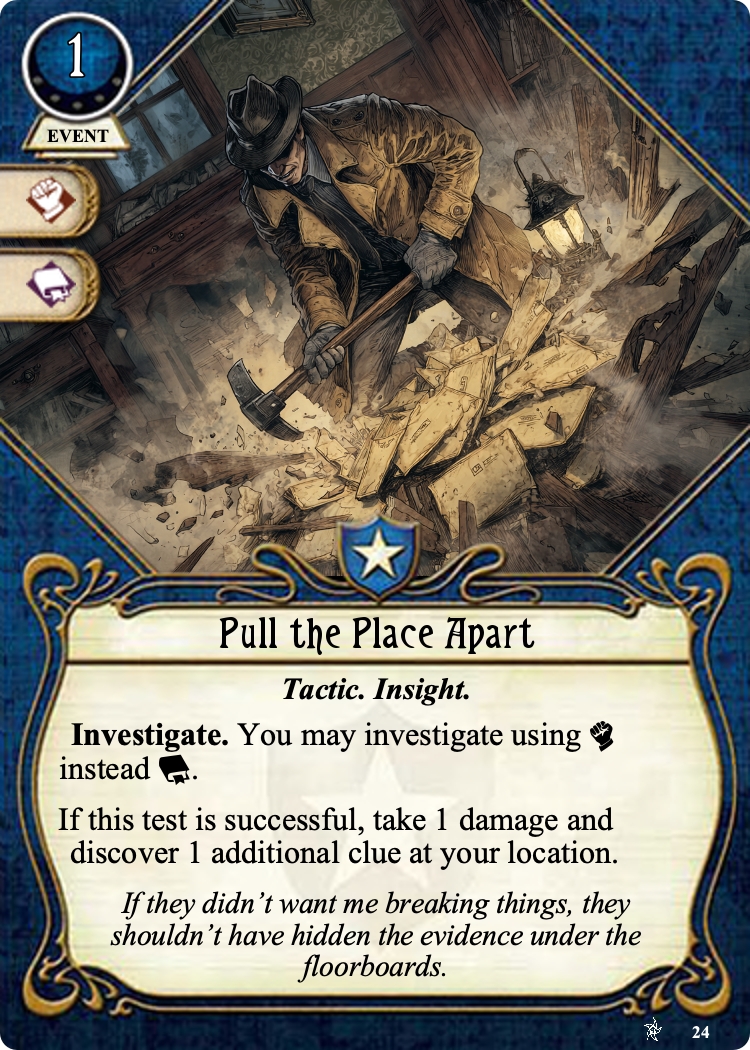 1
EVENT
Pull the Place Apart
Tactic. Insight.
Investigate. You may investigate using
instead .
If this test is successful, take 1 damage and
discover 1 additional clue at your location.
If they didn’t want me breaking things, they
shouldn’t have hidden the evidence under the
floorboards.
24